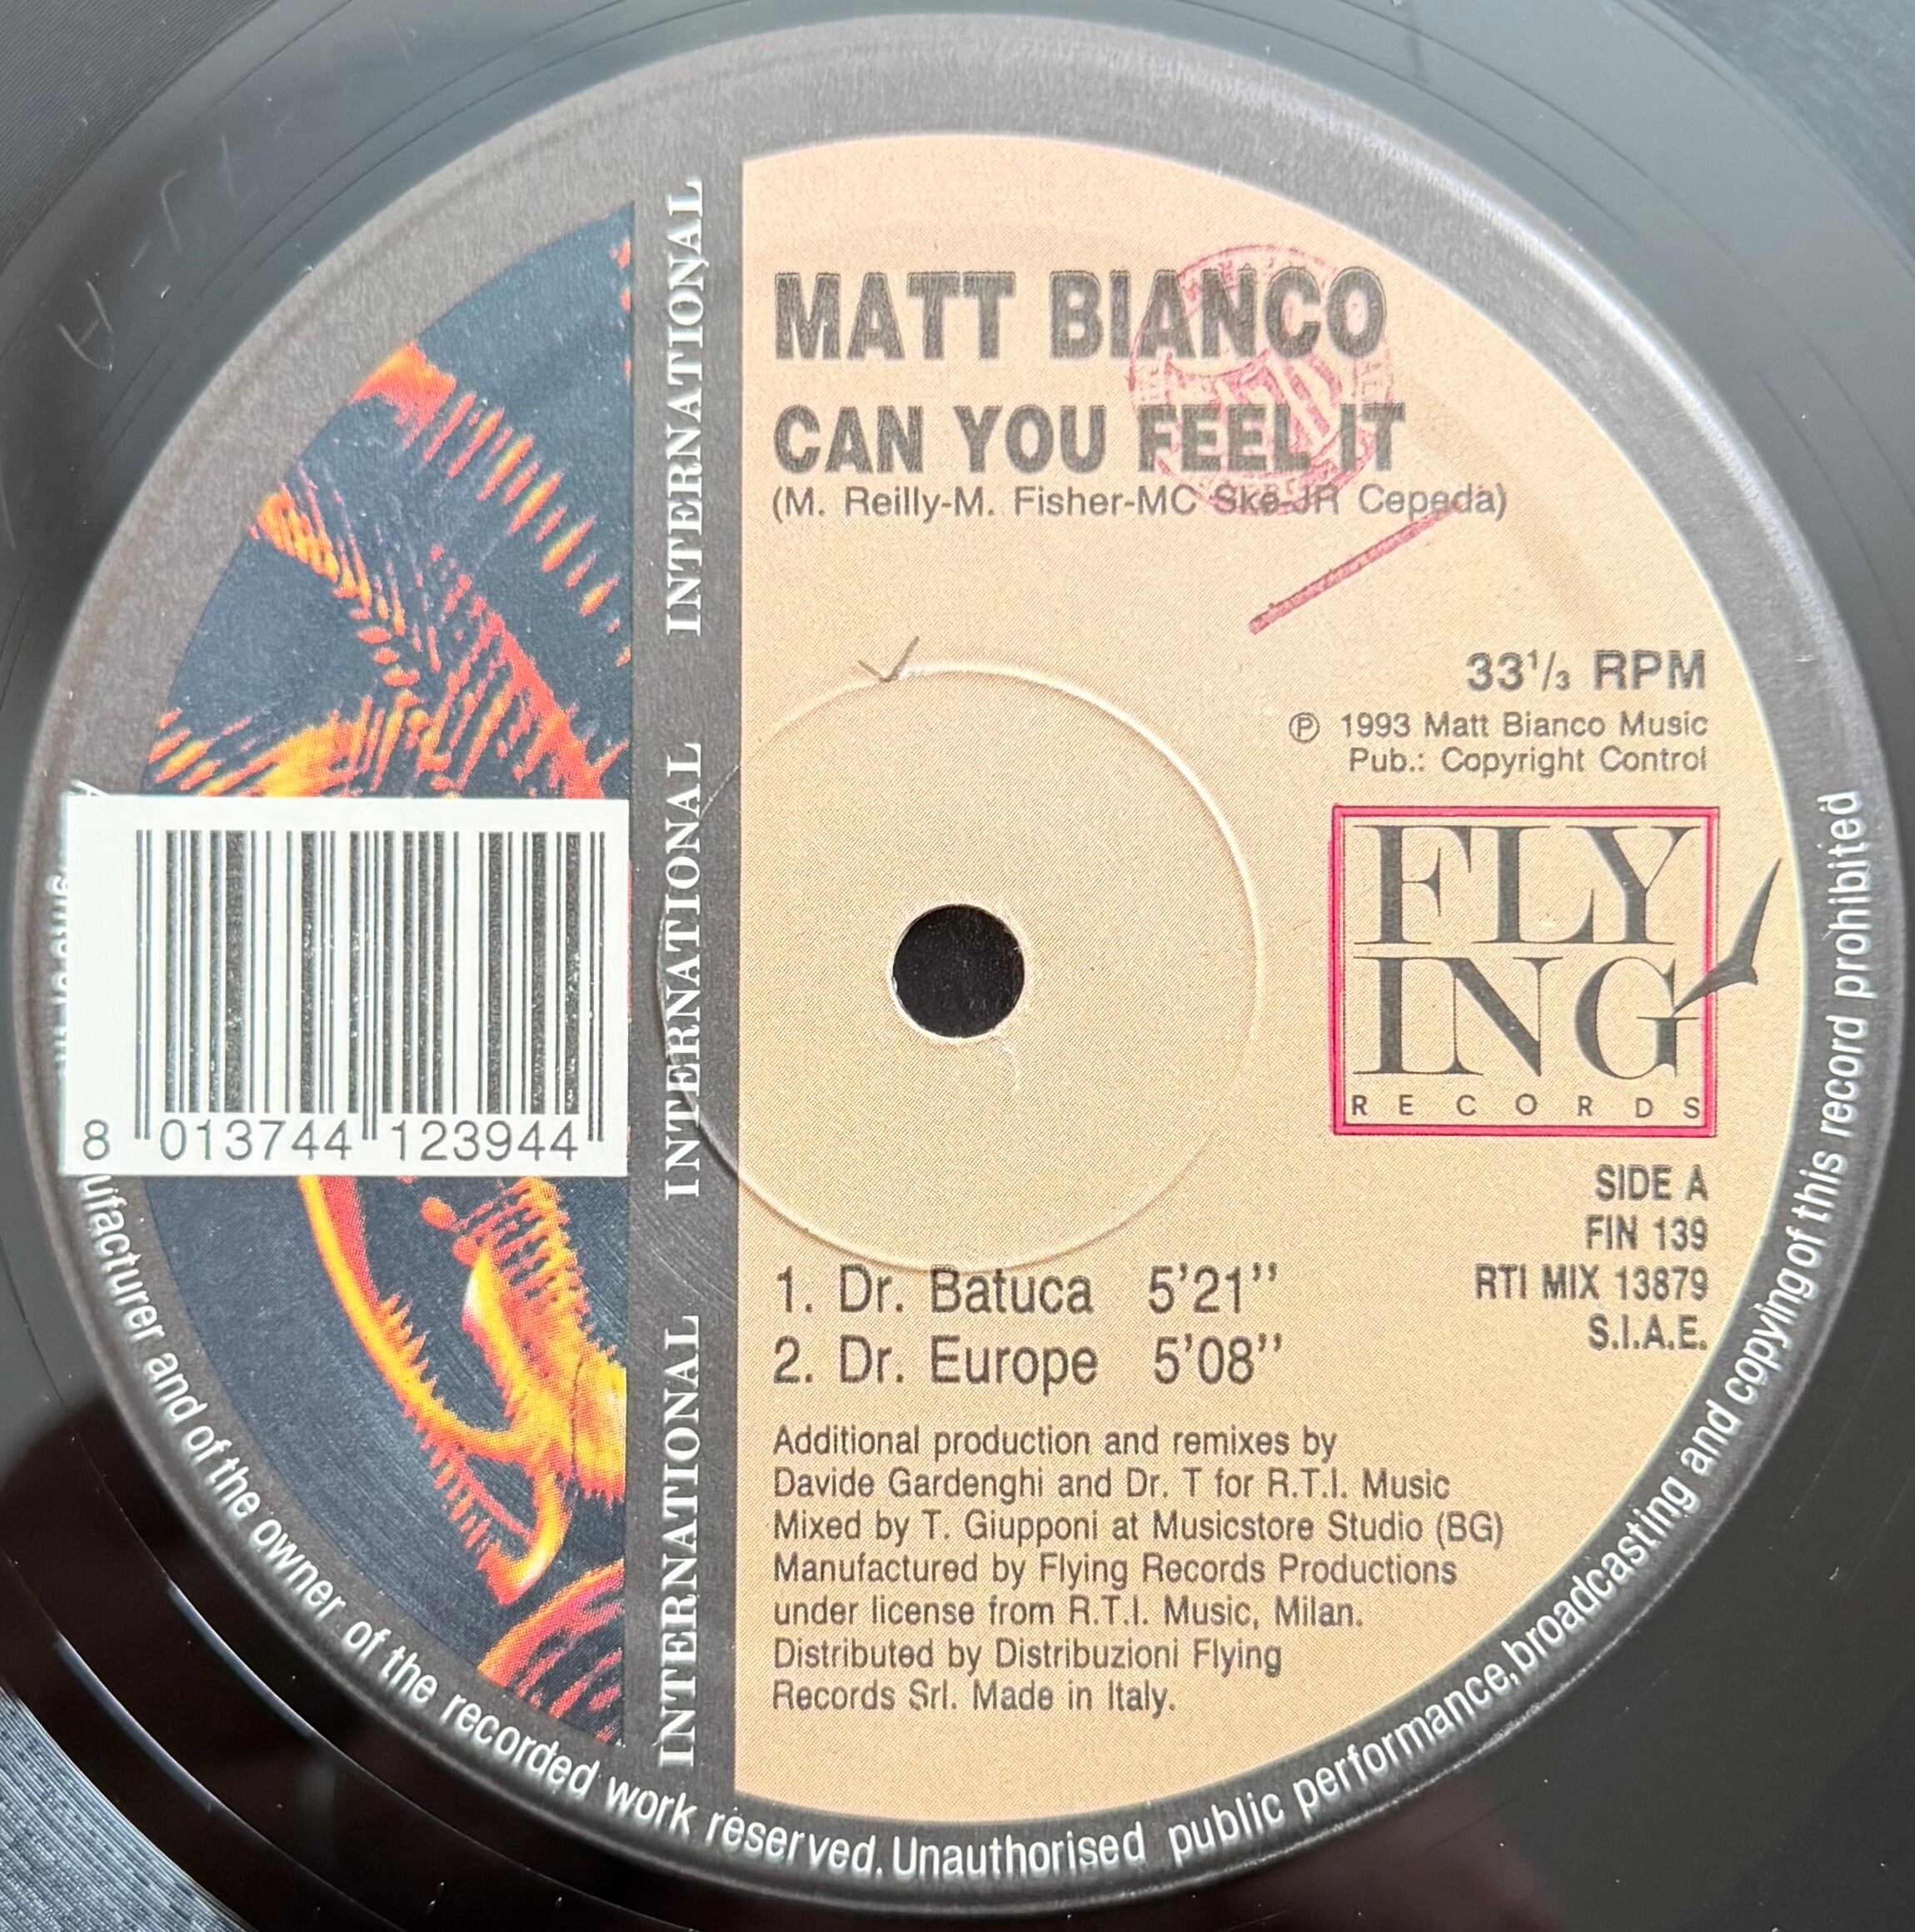 MATT BIANCO
CAN YOU FEEL IT
(M. Reilly-M. Fisher-MC Ske-JR Cepeda)
33¹/₃ RPM
℗ 1993 Matt Bianco Music
Pub.: Copyright Control
FLY
ING
RECORDS
SIDE A
FIN 139
RTI MIX 13879
S.I.A.E.
1. Dr. Batuca 5'21''
2. Dr. Europe 5'08''
Additional production and remixes by
Davide Gardenghi and Dr. T for R.T.I. Music
Mixed by T. Giupponi at Musicstore Studio (BG)
Manufactured by Flying Records Productions
under license from R.T.I. Music, Milan.
Distributed by Distribuzioni Flying
Records Srl. Made in Italy.
INTERNATIONAL
INTERNATIONAL
INTERNATIONAL
8 013744 123944
ufacturer and of the owner of the recorded work reserved. Unauthorised public performance, broadcasting and copying of this record prohibited